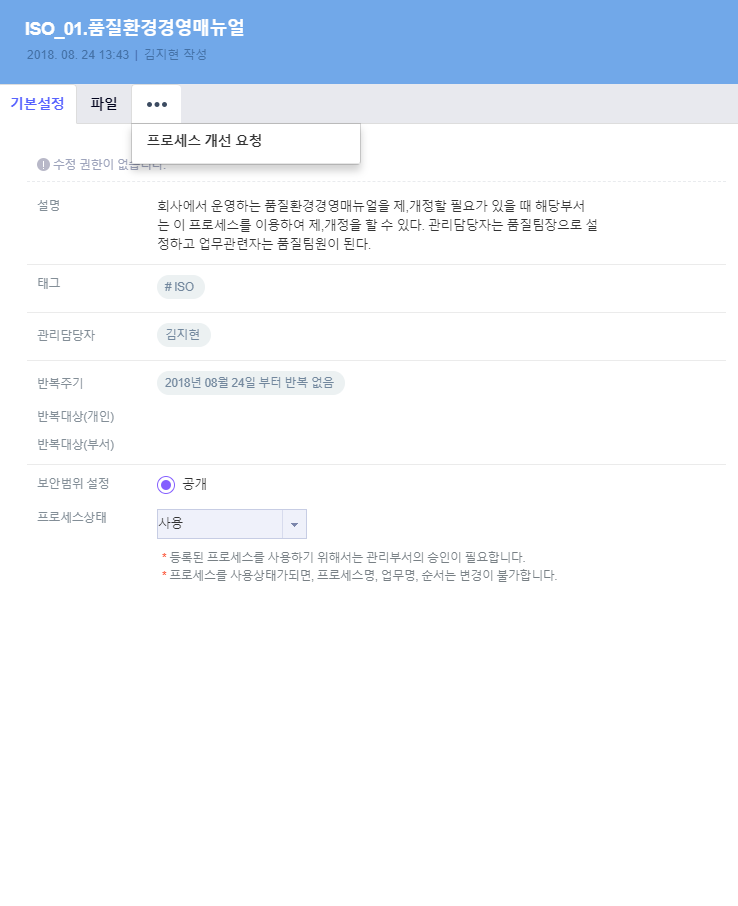 ISO_01.품질환경경영매뉴얼
2018. 08. 24 13:43 | 김지현 작성
기본설정 파일 •••
프로세스 개선 요청
! 수정 권한이 없습니다.
설명 회사에서 운영하는 품질환경경영매뉴얼을 제,개정할 필요가 있을 때 해당부서
는 이 프로세스를 이용하여 제,개정을 할 수 있다. 관리담당자는 품질팀장으로 설
정하고 업무관련자는 품질팀원이 된다.
태그 # ISO
관리담당자 김지현
반복주기 2018년 08월 24일 부터 반복 없음
반복대상(개인)
반복대상(부서)
보안범위 설정 공개
프로세스상태 사용
* 등록된 프로세스를 사용하기 위해서는 관리부서의 승인이 필요합니다.
* 프로세스를 사용상태가되면, 프로세스명, 업무명, 순서는 변경이 불가합니다.